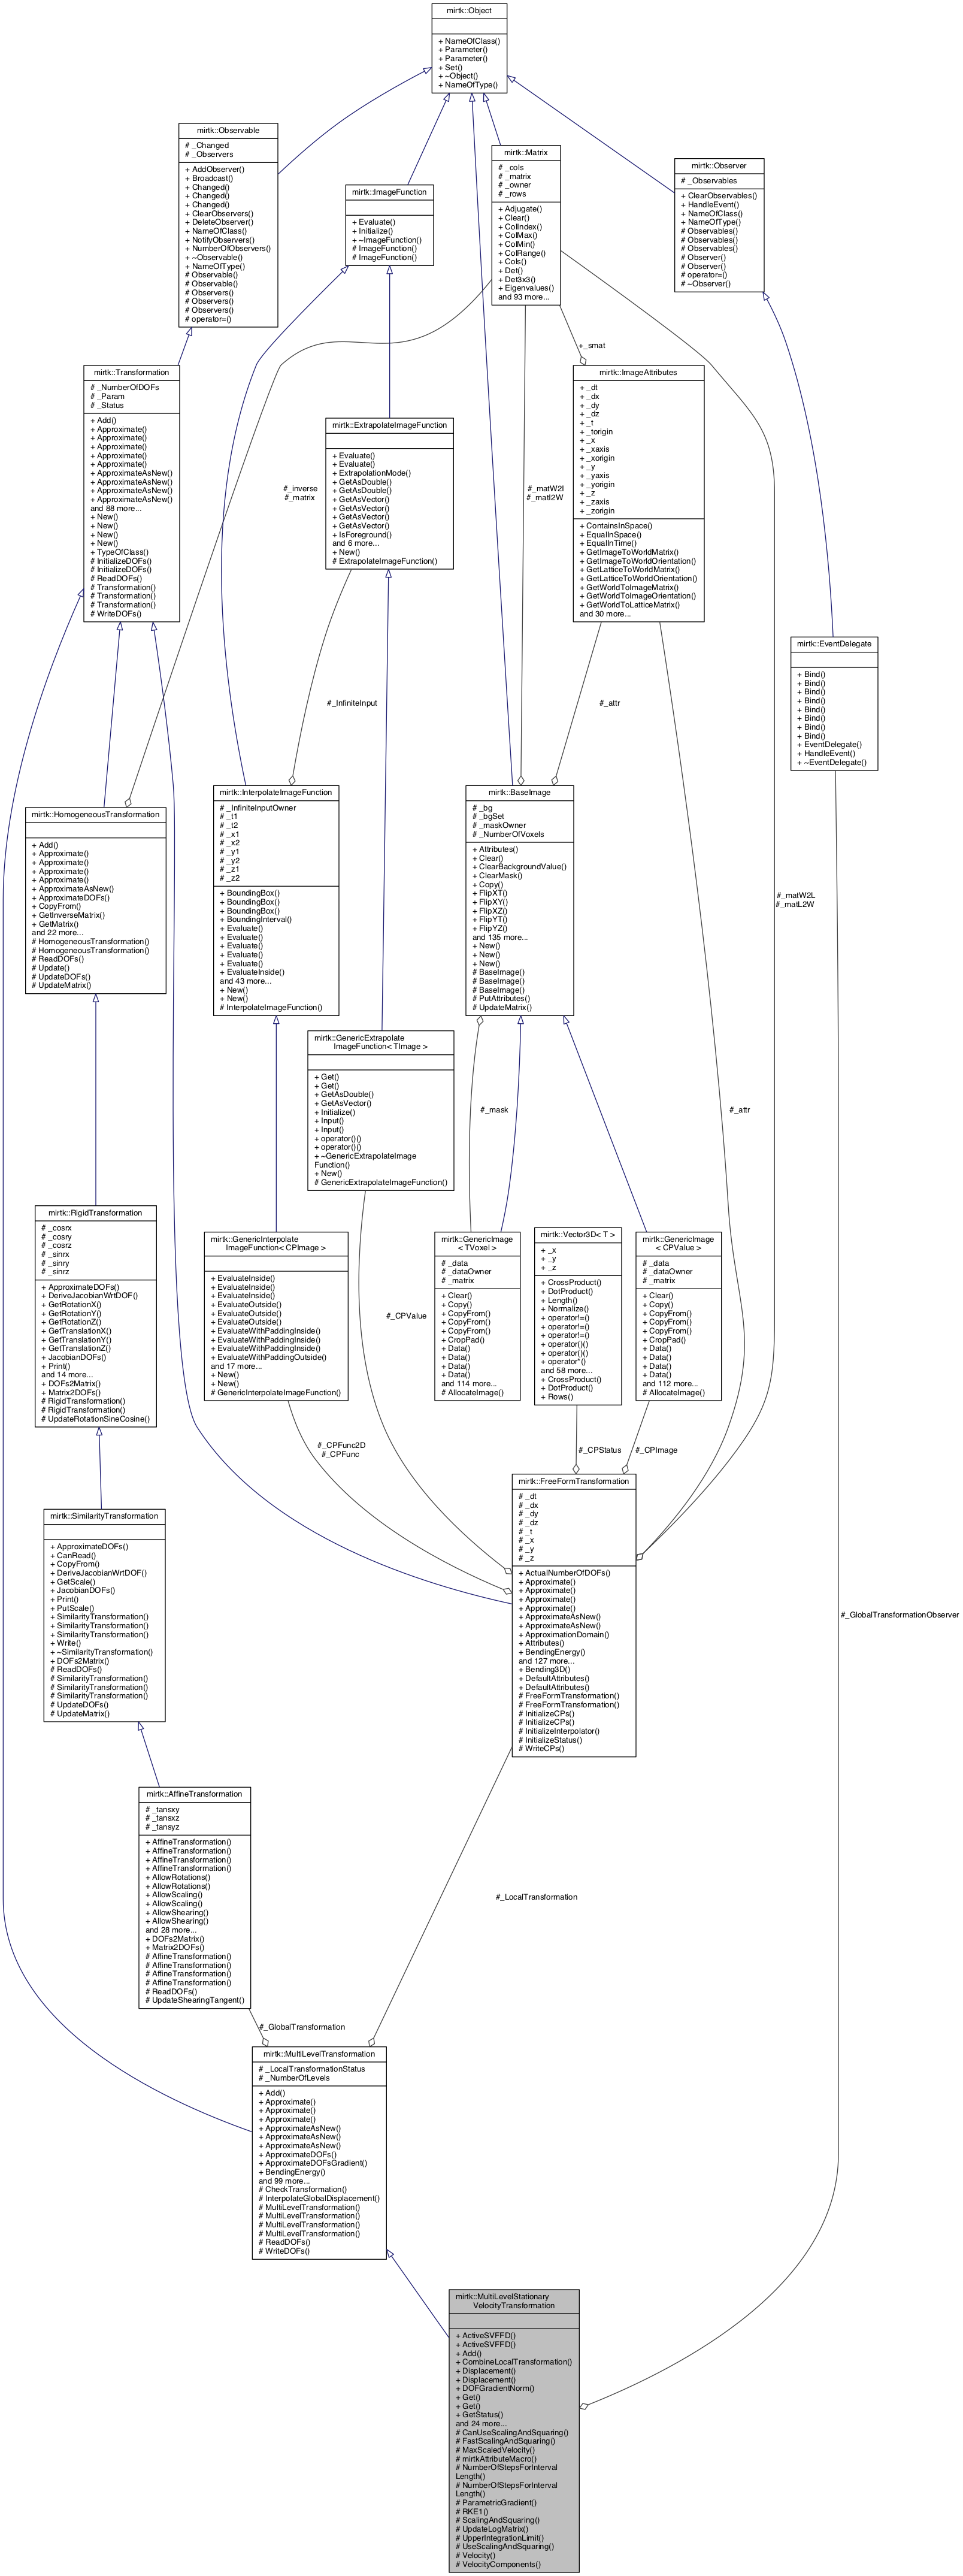 mirtk::Object
+ NameOfClass()
+ Parameter()
+ Parameter()
+ Set()
+ ~Object()
+ NameOfType()
mirtk::Observable
# _Changed
# _Observers
+ AddObserver()
+ Broadcast()
+ Changed()
+ Changed()
+ Changed()
+ ClearObservers()
+ DeleteObserver()
+ NameOfClass()
+ NotifyObservers()
+ NumberOfObservers()
+ ~Observable()
+ NameOfType()
# Observable()
# Observable()
# Observers()
# Observers()
# Observers()
# operator=()
mirtk::ImageFunction
+ Evaluate()
+ Initialize()
+ ~ImageFunction()
# ImageFunction()
# ImageFunction()
mirtk::Matrix
# _cols
# _matrix
# _owner
# _rows
+ Adjugate()
+ Clear()
+ ColIndex()
+ ColMax()
+ ColMin()
+ ColRange()
+ Cols()
+ Det()
+ Det3x3()
+ Eigenvalues()
and 93 more...
mirtk::Observer
# _Observables
+ ClearObservables()
+ HandleEvent()
+ NameOfClass()
+ NameOfType()
# Observables()
# Observables()
# Observables()
# Observer()
# Observer()
# operator=()
# ~Observer()
+_smat
mirtk::Transformation
# _NumberOfDOFs
# _Param
# _Status
+ Add()
+ Approximate()
+ Approximate()
+ Approximate()
+ Approximate()
+ Approximate()
+ ApproximateAsNew()
+ ApproximateAsNew()
+ ApproximateAsNew()
+ ApproximateAsNew()
and 88 more...
+ New()
+ New()
+ New()
+ New()
+ TypeOfClass()
# InitializeDOFs()
# InitializeDOFs()
# ReadDOFs()
# Transformation()
# Transformation()
# Transformation()
# WriteDOFs()
mirtk::ExtrapolateImageFunction
+ Evaluate()
+ Evaluate()
+ ExtrapolationMode()
+ GetAsDouble()
+ GetAsDouble()
+ GetAsVector()
+ GetAsVector()
+ GetAsVector()
+ GetAsVector()
+ IsForeground()
and 6 more...
+ New()
# ExtrapolateImageFunction()
mirtk::ImageAttributes
+ _dt
+ _dx
+ _dy
+ _dz
+ _t
+ _torigin
+ _x
+ _xaxis
+ _xorigin
+ _y
+ _yaxis
+ _yorigin
+ _z
+ _zaxis
+ _zorigin
+ ContainsInSpace()
+ EqualInSpace()
+ EqualInTime()
+ GetImageToWorldMatrix()
+ GetImageToWorldOrientation()
+ GetLatticeToWorldMatrix()
+ GetLatticeToWorldOrientation()
+ GetWorldToImageMatrix()
+ GetWorldToImageOrientation()
+ GetWorldToLatticeMatrix()
and 30 more...
#_inverse
#_matrix
#_matW2I
#_matI2W
mirtk::EventDelegate
+ Bind()
+ Bind()
+ Bind()
+ Bind()
+ Bind()
+ Bind()
+ Bind()
+ Bind()
+ EventDelegate()
+ HandleEvent()
+ ~EventDelegate()
#_InfiniteInput
#_attr
mirtk::HomogeneousTransformation
+ Add()
+ Approximate()
+ Approximate()
+ Approximate()
+ Approximate()
+ ApproximateAsNew()
+ ApproximateDOFs()
+ CopyFrom()
+ GetInverseMatrix()
+ GetMatrix()
and 22 more...
# HomogeneousTransformation()
# HomogeneousTransformation()
# ReadDOFs()
# Update()
# UpdateDOFs()
# UpdateMatrix()
mirtk::InterpolateImageFunction
# _InfiniteInputOwner
# _t1
# _t2
# _x1
# _x2
# _y1
# _y2
# _z1
# _z2
+ BoundingBox()
+ BoundingBox()
+ BoundingBox()
+ BoundingInterval()
+ Evaluate()
+ Evaluate()
+ Evaluate()
+ Evaluate()
+ Evaluate()
+ EvaluateInside()
and 43 more...
+ New()
+ New()
# InterpolateImageFunction()
mirtk::BaseImage
# _bg
# _bgSet
# _maskOwner
# _NumberOfVoxels
+ Attributes()
+ Clear()
+ ClearBackgroundValue()
+ ClearMask()
+ Copy()
+ FlipXT()
+ FlipXY()
+ FlipXZ()
+ FlipYT()
+ FlipYZ()
and 135 more...
+ New()
+ New()
+ New()
# BaseImage()
# BaseImage()
# BaseImage()
# PutAttributes()
# UpdateMatrix()
#_matW2L
#_matL2W
mirtk::GenericExtrapolate
ImageFunction< TImage >
+ Get()
+ Get()
+ GetAsDouble()
+ GetAsVector()
+ Initialize()
+ Input()
+ Input()
+ operator()()
+ operator()()
+ ~GenericExtrapolateImage
Function()
+ New()
# GenericExtrapolateImageFunction()
#_mask
#_attr
mirtk::RigidTransformation
# _cosrx
# _cosry
# _cosrz
# _sinrx
# _sinry
# _sinrz
+ ApproximateDOFs()
+ DeriveJacobianWrtDOF()
+ GetRotationX()
+ GetRotationY()
+ GetRotationZ()
+ GetTranslationX()
+ GetTranslationY()
+ GetTranslationZ()
+ JacobianDOFs()
+ Print()
and 14 more...
+ DOFs2Matrix()
+ Matrix2DOFs()
# RigidTransformation()
# RigidTransformation()
# UpdateRotationSineCosine()
mirtk::GenericInterpolate
ImageFunction< CPImage >
+ EvaluateInside()
+ EvaluateInside()
+ EvaluateInside()
+ EvaluateOutside()
+ EvaluateOutside()
+ EvaluateOutside()
+ EvaluateWithPaddingInside()
+ EvaluateWithPaddingInside()
+ EvaluateWithPaddingInside()
+ EvaluateWithPaddingOutside()
and 17 more...
+ New()
+ New()
# GenericInterpolateImageFunction()
#_CPValue
mirtk::GenericImage
< TVoxel >
# _data
# _dataOwner
# _matrix
+ Clear()
+ Copy()
+ CopyFrom()
+ CopyFrom()
+ CopyFrom()
+ CropPad()
+ Data()
+ Data()
+ Data()
+ Data()
and 114 more...
# AllocateImage()
mirtk::Vector3D< T >
+ _x
+ _y
+ _z
+ CrossProduct()
+ DotProduct()
+ Length()
+ Normalize()
+ operator!=()
+ operator!=()
+ operator!=()
+ operator()()
+ operator()()
+ operator*()
and 58 more...
+ CrossProduct()
+ DotProduct()
+ Rows()
mirtk::GenericImage
< CPValue >
# _data
# _dataOwner
# _matrix
+ Clear()
+ Copy()
+ CopyFrom()
+ CopyFrom()
+ CopyFrom()
+ CropPad()
+ Data()
+ Data()
+ Data()
+ Data()
and 112 more...
# AllocateImage()
#_CPFunc2D
#_CPFunc
#_CPStatus
#_CPImage
mirtk::FreeFormTransformation
# _dt
# _dx
# _dy
# _dz
# _t
# _x
# _y
# _z
+ ActualNumberOfDOFs()
+ Approximate()
+ Approximate()
+ Approximate()
+ Approximate()
+ ApproximateAsNew()
+ ApproximateAsNew()
+ ApproximationDomain()
+ Attributes()
+ BendingEnergy()
and 127 more...
+ Bending3D()
+ DefaultAttributes()
+ DefaultAttributes()
# FreeFormTransformation()
# FreeFormTransformation()
# InitializeCPs()
# InitializeCPs()
# InitializeInterpolator()
# InitializeStatus()
# WriteCPs()
mirtk::SimilarityTransformation
+ ApproximateDOFs()
+ CanRead()
+ CopyFrom()
+ DeriveJacobianWrtDOF()
+ GetScale()
+ JacobianDOFs()
+ Print()
+ PutScale()
+ SimilarityTransformation()
+ SimilarityTransformation()
+ SimilarityTransformation()
+ Write()
+ ~SimilarityTransformation()
+ DOFs2Matrix()
# ReadDOFs()
# SimilarityTransformation()
# SimilarityTransformation()
# SimilarityTransformation()
# UpdateDOFs()
# UpdateMatrix()
#_GlobalTransformationObserver
mirtk::AffineTransformation
# _tansxy
# _tansxz
# _tansyz
+ AffineTransformation()
+ AffineTransformation()
+ AffineTransformation()
+ AffineTransformation()
+ AllowRotations()
+ AllowRotations()
+ AllowScaling()
+ AllowScaling()
+ AllowShearing()
+ AllowShearing()
and 28 more...
+ DOFs2Matrix()
+ Matrix2DOFs()
# AffineTransformation()
# AffineTransformation()
# AffineTransformation()
# AffineTransformation()
# ReadDOFs()
# UpdateShearingTangent()
#_LocalTransformation
#_GlobalTransformation
mirtk::MultiLevelTransformation
# _LocalTransformationStatus
# _NumberOfLevels
+ Add()
+ Approximate()
+ Approximate()
+ Approximate()
+ ApproximateAsNew()
+ ApproximateAsNew()
+ ApproximateAsNew()
+ ApproximateDOFs()
+ ApproximateDOFsGradient()
+ BendingEnergy()
and 99 more...
# CheckTransformation()
# InterpolateGlobalDisplacement()
# MultiLevelTransformation()
# MultiLevelTransformation()
# MultiLevelTransformation()
# MultiLevelTransformation()
# ReadDOFs()
# WriteDOFs()
mirtk::MultiLevelStationary
VelocityTransformation
+ ActiveSVFFD()
+ ActiveSVFFD()
+ Add()
+ CombineLocalTransformation()
+ Displacement()
+ Displacement()
+ DOFGradientNorm()
+ Get()
+ Get()
+ GetStatus()
and 24 more...
# CanUseScalingAndSquaring()
# FastScalingAndSquaring()
# MaxScaledVelocity()
# mirtkAttributeMacro()
# NumberOfStepsForInterval
Length()
# NumberOfStepsForInterval
Length()
# ParametricGradient()
# RKE1()
# ScalingAndSquaring()
# UpdateLogMatrix()
# UpperIntegrationLimit()
# UseScalingAndSquaring()
# Velocity()
# VelocityComponents()